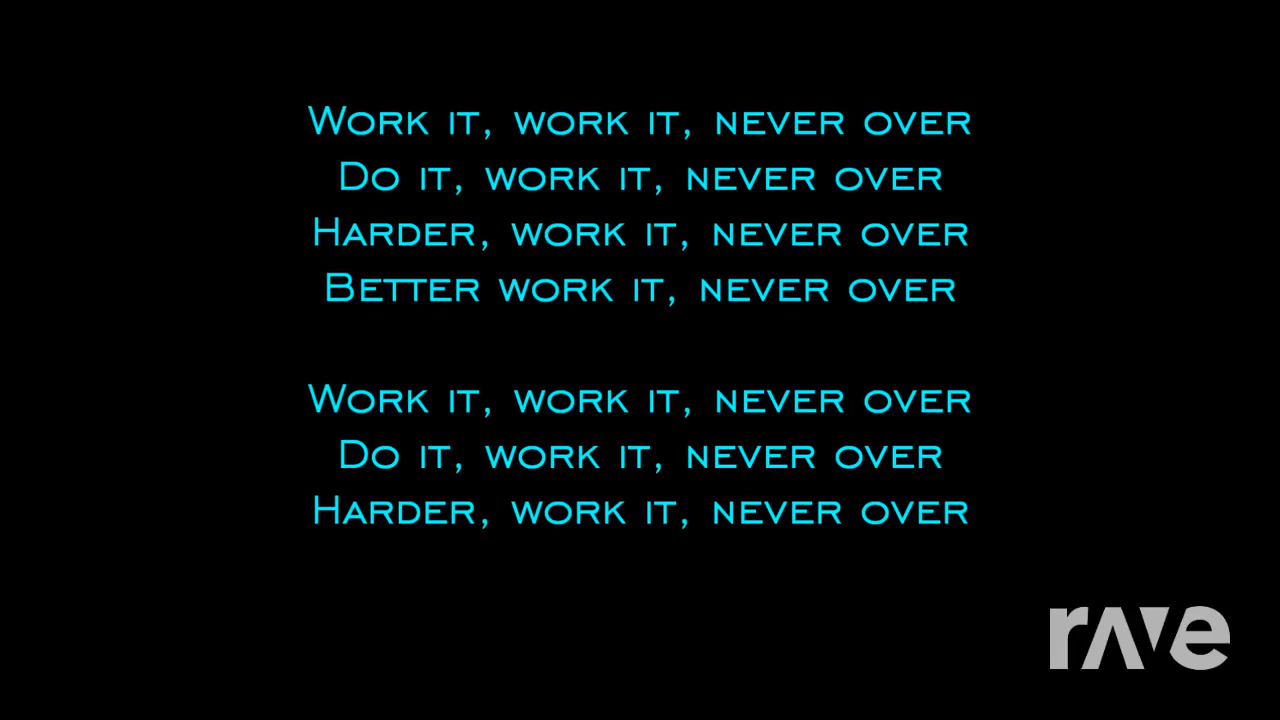 Work it, work it, never over
Do it, work it, never over
Harder, work it, never over
Better work it, never over
Work it, work it, never over
Do it, work it, never over
Harder, work it, never over
rave